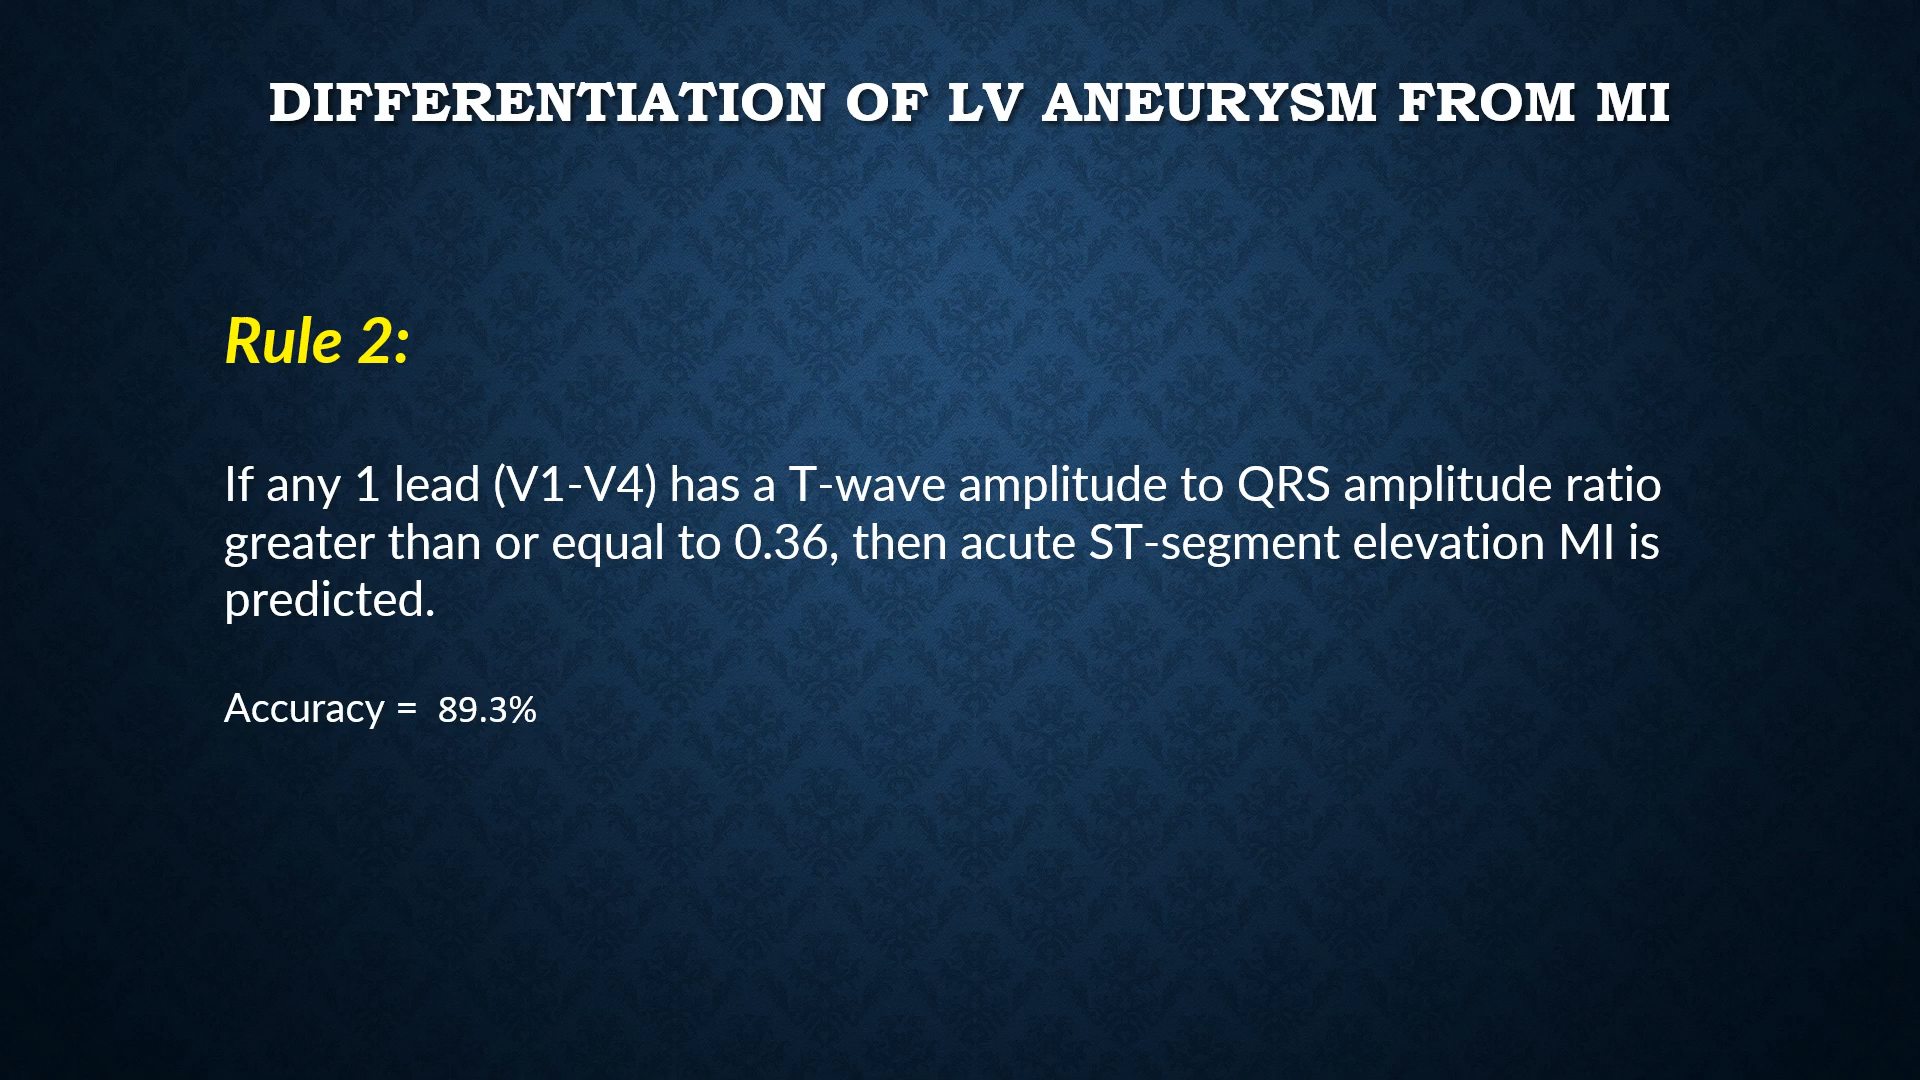 DIFFERENTIATION OF LV ANEURYSM FROM MI
Rule 2:
If any 1 lead (V1-V4) has a T-wave amplitude to QRS amplitude ratio
greater than or equal to 0.36, then acute ST-segment elevation MI is
predicted.
Accuracy = 89.3%